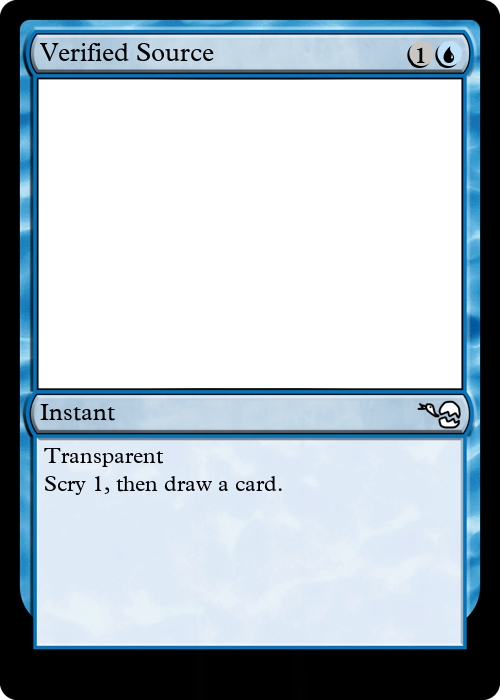 Verified Source
1
Instant
Transparent
Scry 1, then draw a card.